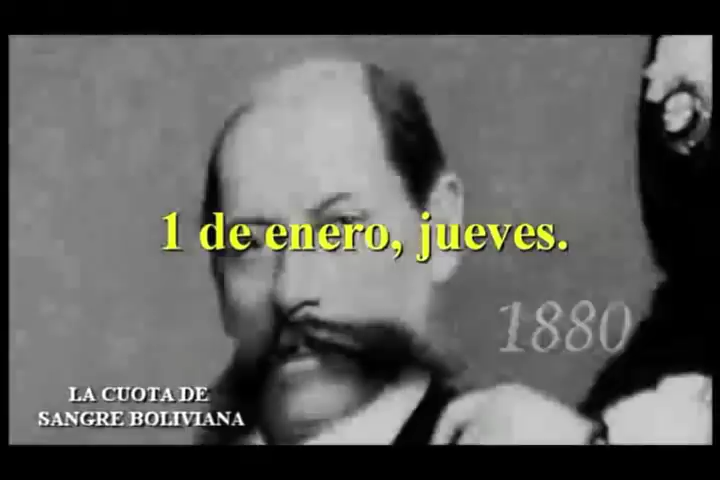 1 de enero, jueves.
1880
LA CUOTA DE
SANGRE BOLIVIANA